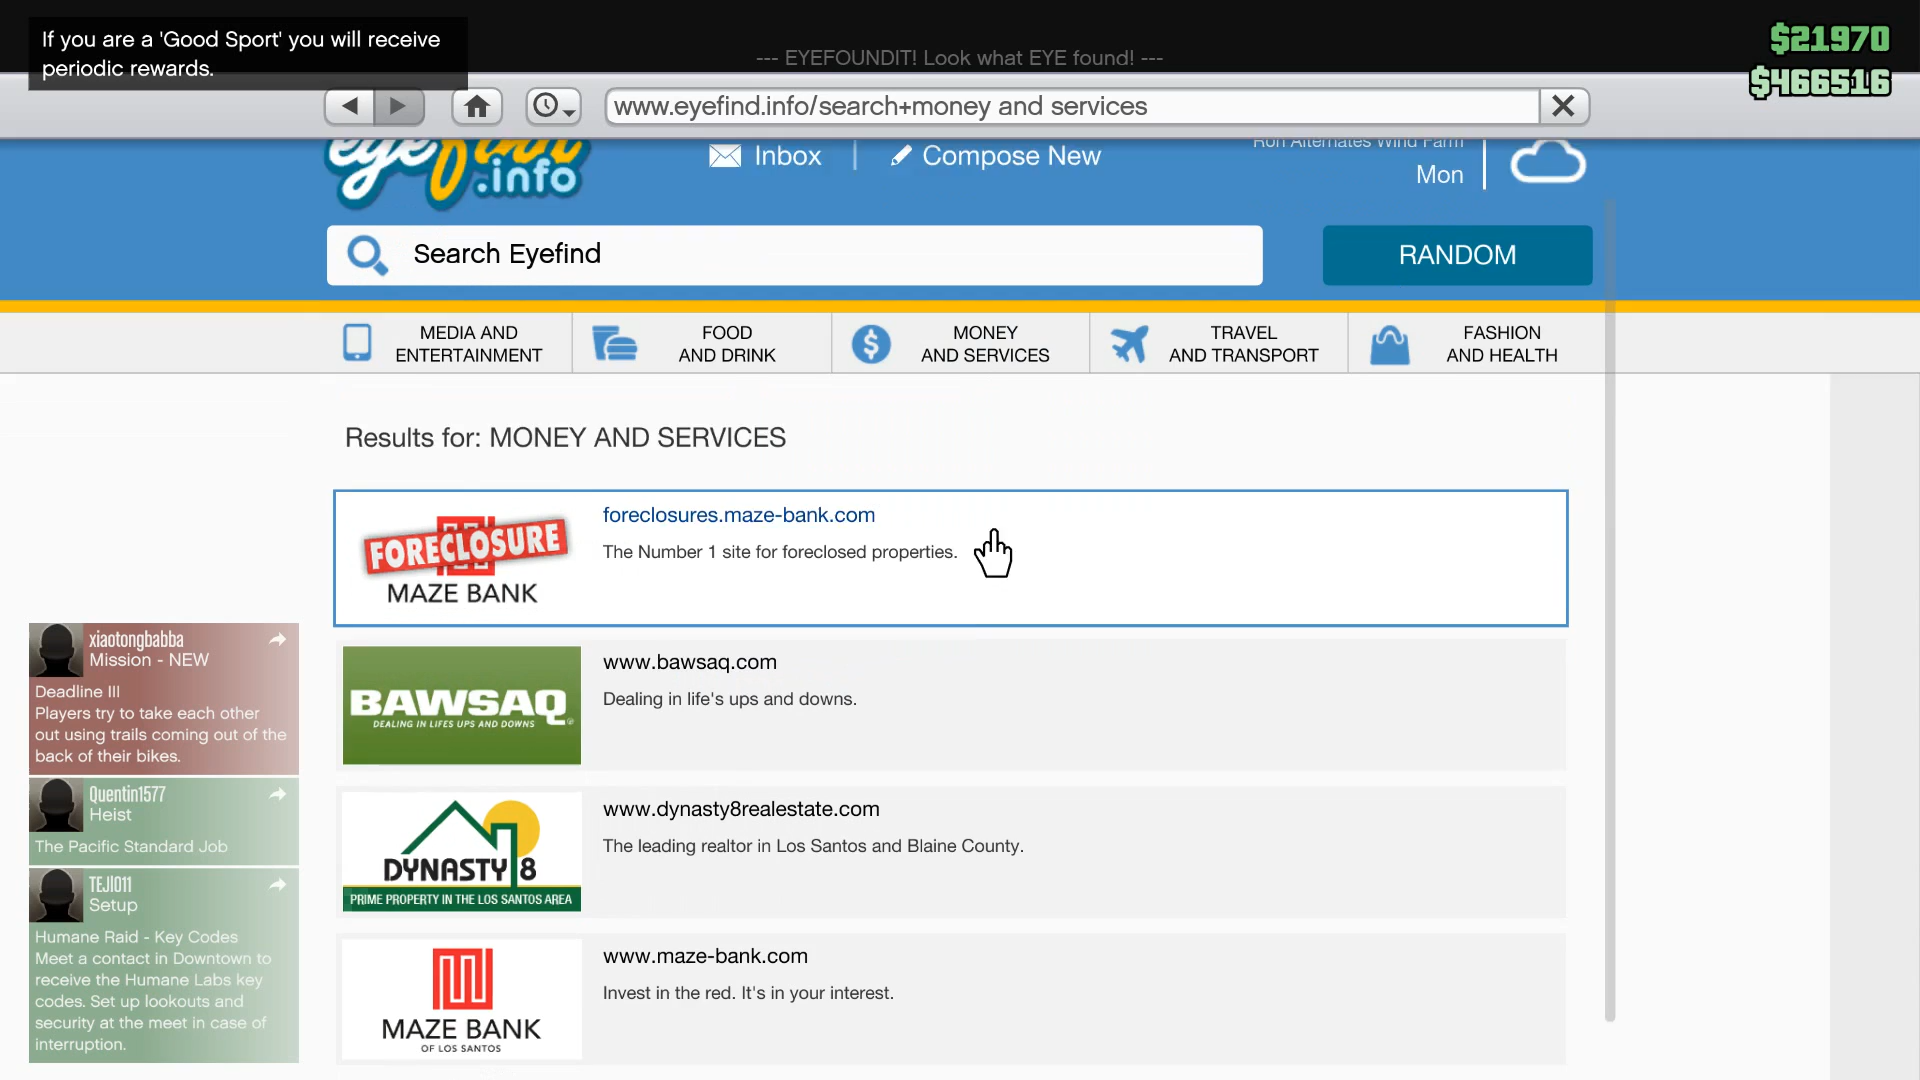 If you are a 'Good Sport' you will receive
periodic rewards.
--- EYEFOUNDIT! Look what EYE found! ---
$21970
$466516
www.eyefind.info/search+money and services
eyefind
.info
Inbox
Compose New
Ron Alternates Wind Farm
Mon
Search Eyefind
RANDOM
MEDIA AND
ENTERTAINMENT
FOOD
AND DRINK
MONEY
AND SERVICES
TRAVEL
AND TRANSPORT
FASHION
AND HEALTH
Results for: MONEY AND SERVICES
FORECLOSURE
MAZE BANK
foreclosures.maze-bank.com
The Number 1 site for foreclosed properties.
BAWSAQ
DEALING IN LIFES UPS AND DOWNS
www.bawsaq.com
Dealing in life's ups and downs.
DYNASTY 8
PRIME PROPERTY IN THE LOS SANTOS AREA
www.dynasty8realestate.com
The leading realtor in Los Santos and Blaine County.
MAZE BANK
OF LOS SANTOS
www.maze-bank.com
Invest in the red. It's in your interest.
xiaotongbabba
Mission - NEW
Deadline III
Players try to take each other
out using trails coming out of the
back of their bikes.
Quentin1577
Heist
The Pacific Standard Job
TEJI011
Setup
Humane Raid - Key Codes
Meet a contact in Downtown to
receive the Humane Labs key
codes. Set up lookouts and
security at the meet in case of
interruption.